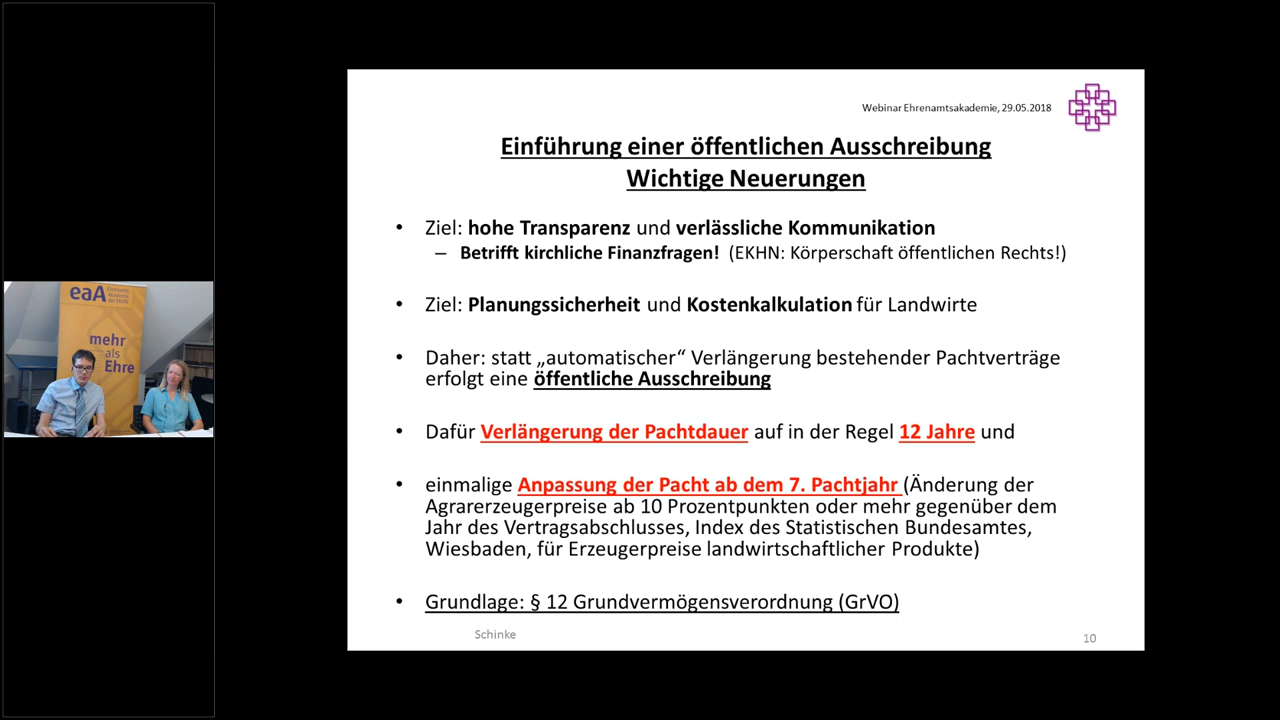 Webinar Ehrenamtsakademie, 29.05.2018
Einführung einer öffentlichen Ausschreibung
Wichtige Neuerungen
• Ziel: hohe Transparenz und verlässliche Kommunikation
– Betrifft kirchliche Finanzfragen! (EKHN: Körperschaft öffentlichen Rechts!)
• Ziel: Planungssicherheit und Kostenkalkulation für Landwirte
• Daher: statt „automatischer“ Verlängerung bestehender Pachtverträge
erfolgt eine öffentliche Ausschreibung
• Dafür Verlängerung der Pachtdauer auf in der Regel 12 Jahre und
• einmalige Anpassung der Pacht ab dem 7. Pachtjahr (Änderung der
Agrarerzeugerpreise ab 10 Prozentpunkten oder mehr gegenüber dem
Jahr des Vertragsabschlusses, Index des Statistischen Bundesamtes,
Wiesbaden, für Erzeugerpreise landwirtschaftlicher Produkte)
• Grundlage: § 12 Grundvermögensverordnung (GrVO)
Schinke
10
eaA
mehr
als
Ehre